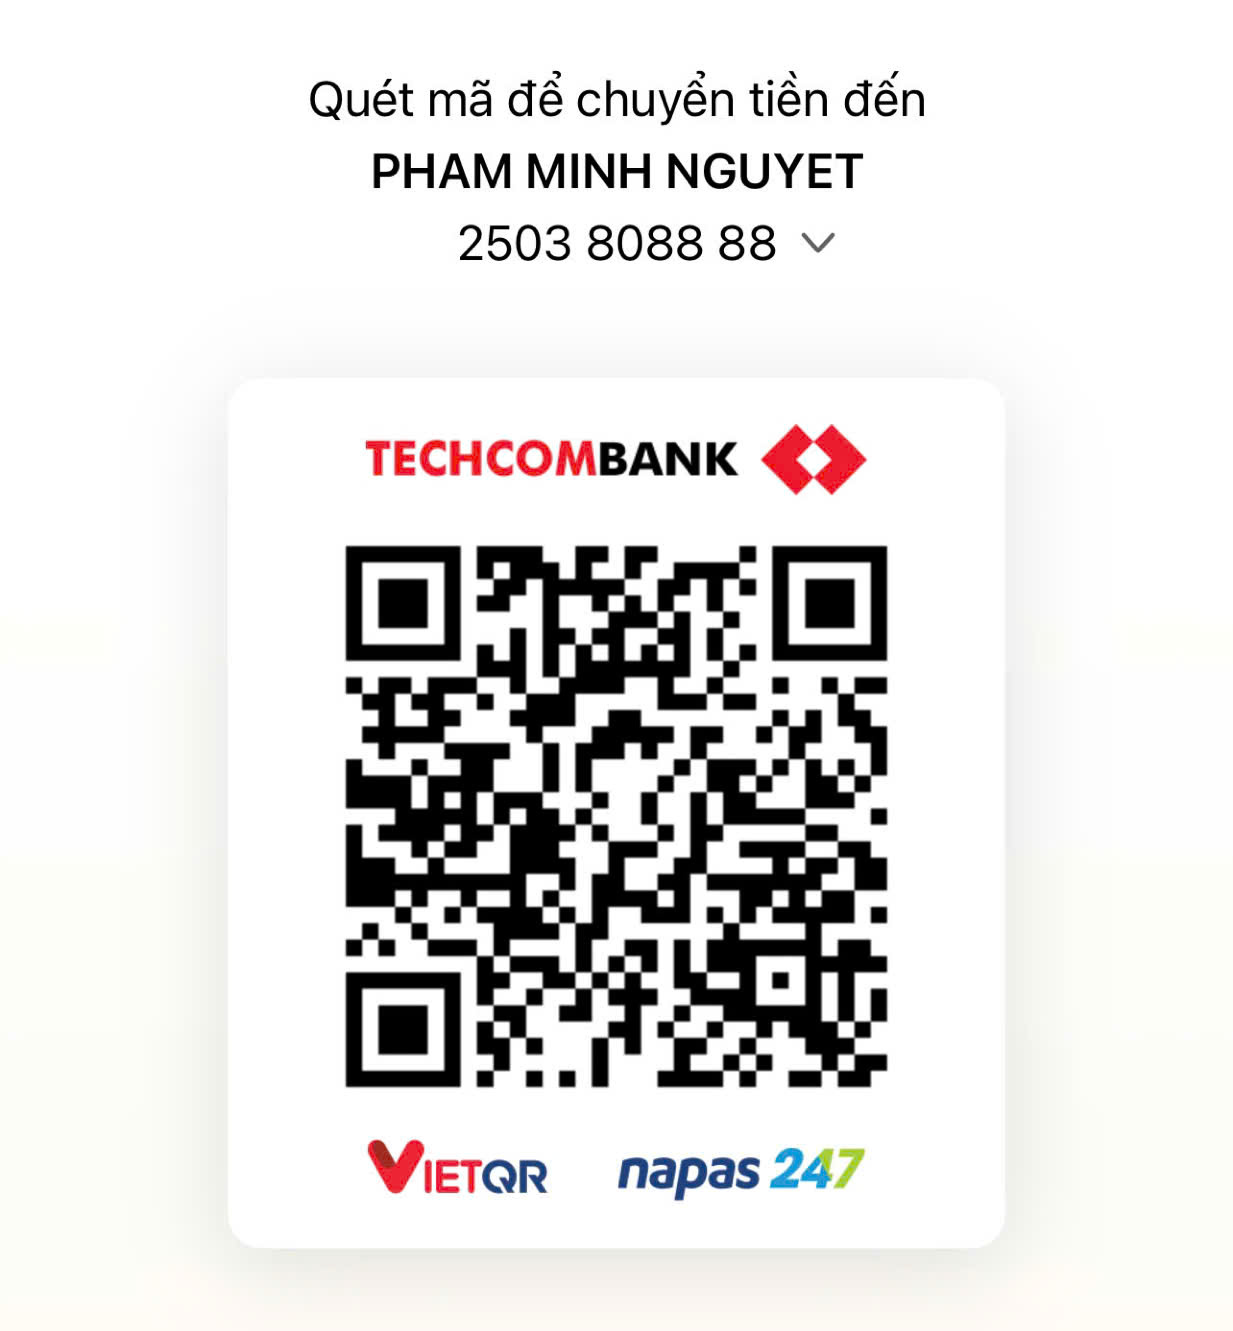 Quét mã để chuyển tiền đến
PHAM MINH NGUYET
2503 8088 88
TECHCOMBANK
VIETQR
napas 247